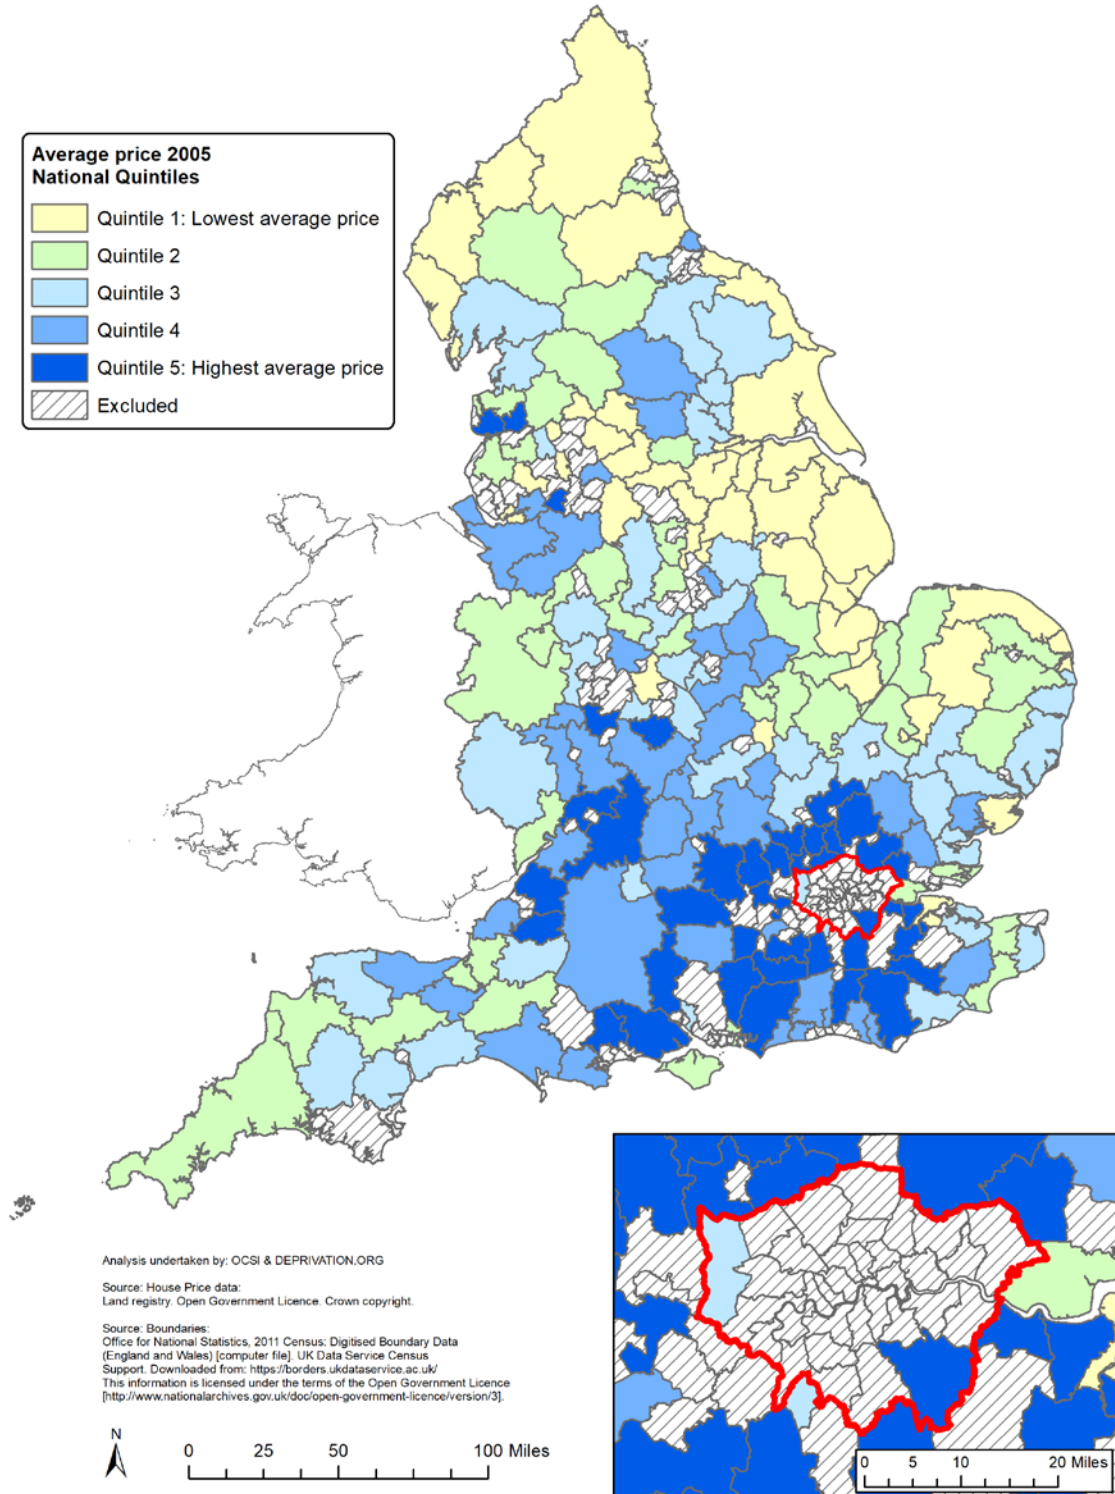 Average price 2005
National Quintiles
Quintile 1: Lowest average price
Quintile 2
Quintile 3
Quintile 4
Quintile 5: Highest average price
Excluded
Analysis undertaken by: OCSI & DEPRIVATION.ORG
Source: House Price data:
Land registry. Open Government Licence. Crown copyright.
Source: Boundaries:
Office for National Statistics, 2011 Census: Digitised Boundary Data
(England and Wales) [computer file]. UK Data Service Census
Support. Downloaded from: https://borders.ukdataservice.ac.uk/
This information is licensed under the terms of the Open Government Licence
[http://www.nationalarchives.gov.uk/doc/open-government-licence/version/3].
N
0 25 50 100 Miles
0 5 10 20 Miles